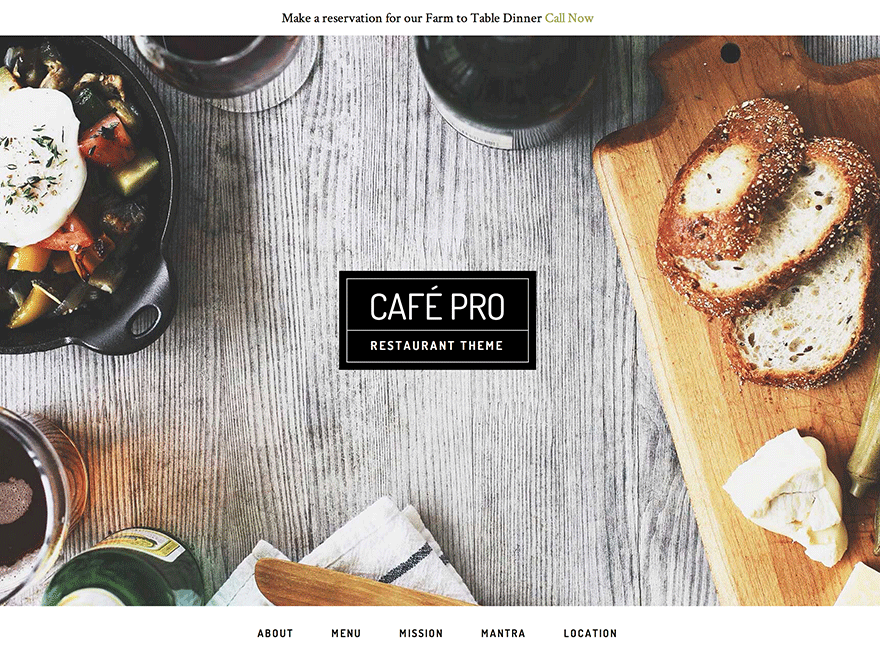 Make a reservation for our Farm to Table Dinner Call Now
CAFÉ PRO
RESTAURANT THEME
ABOUT MENU MISSION MANTRA LOCATION